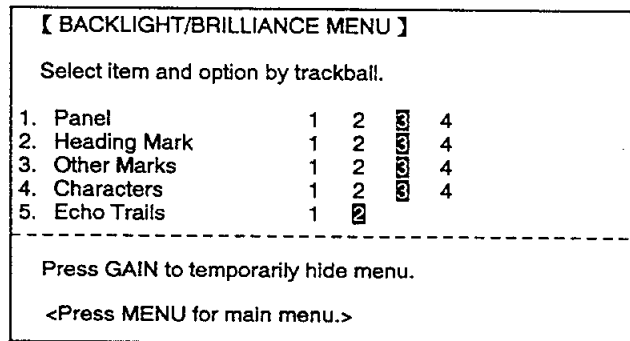 【 BACKLIGHT/BRILLIANCE MENU 】
Select item and option by trackball.
1. Panel 1 2 3 4
2. Heading Mark 1 2 3 4
3. Other Marks 1 2 3 4
4. Characters 1 2 3 4
5. Echo Trails 1 2
Press GAIN to temporarily hide menu.
<Press MENU for main menu.>